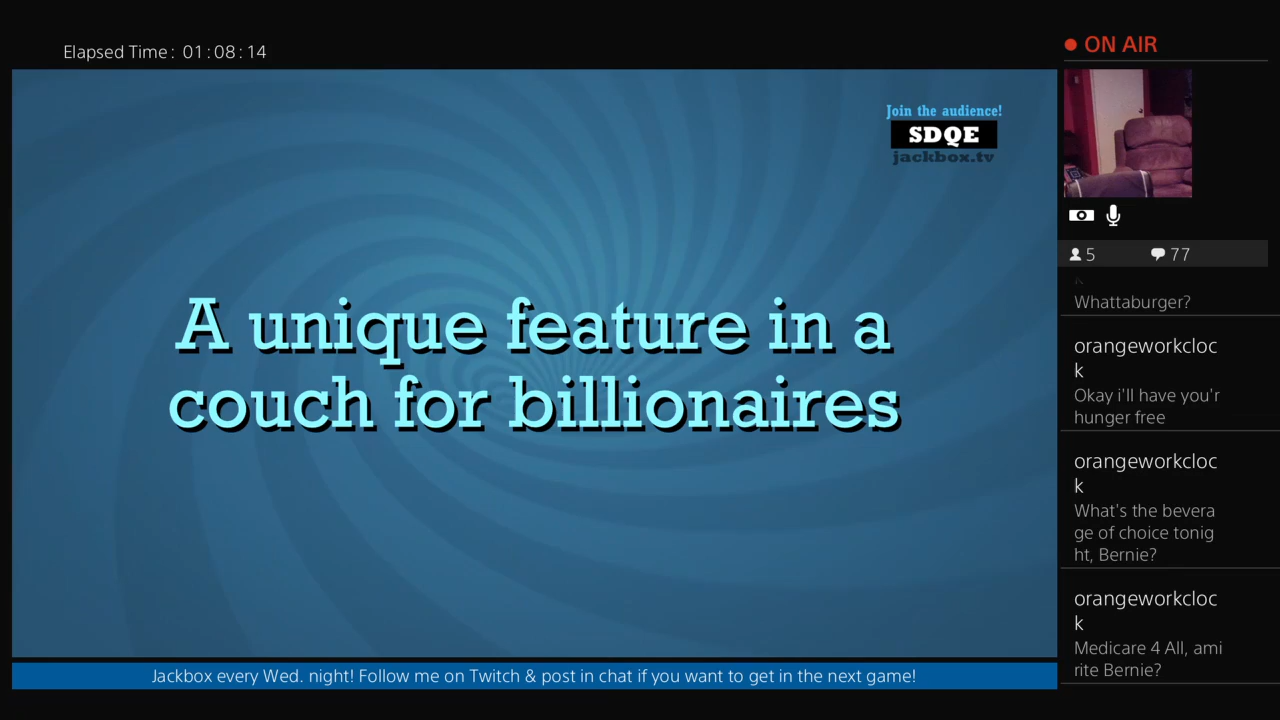 Elapsed Time: 01:08:14
ON AIR
Join the audience!
SDQE
jackbox.tv
A unique feature in a
couch for billionaires
5
77
Whattaburger?
orangeworkcloc
k
Okay i'll have you'r
hunger free
orangeworkcloc
k
What's the bevera
ge of choice tonig
ht, Bernie?
orangeworkcloc
k
Medicare 4 All, ami
rite Bernie?
Jackbox every Wed. night! Follow me on Twitch & post in chat if you want to get in the next game!